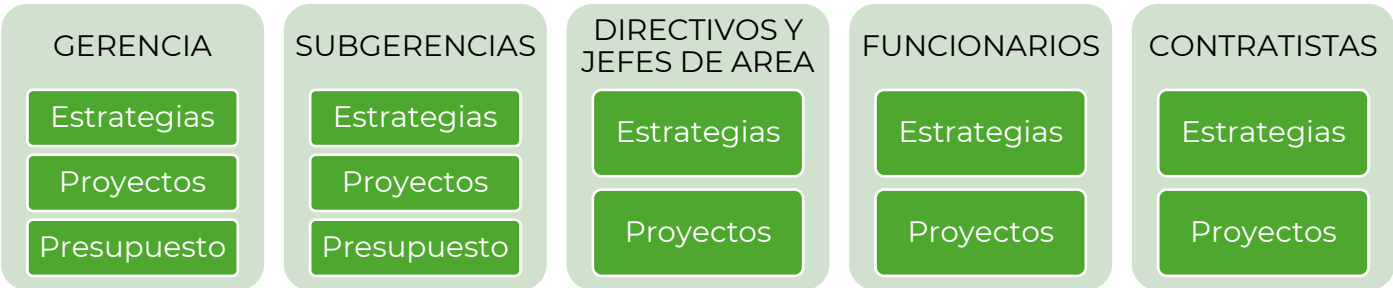 GERENCIA
Estrategias
Proyectos
Presupuesto
SUBGERENCIAS
Estrategias
Proyectos
Presupuesto
DIRECTIVOS Y
JEFES DE AREA
Estrategias
Proyectos
FUNCIONARIOS
Estrategias
Proyectos
CONTRATISTAS
Estrategias
Proyectos